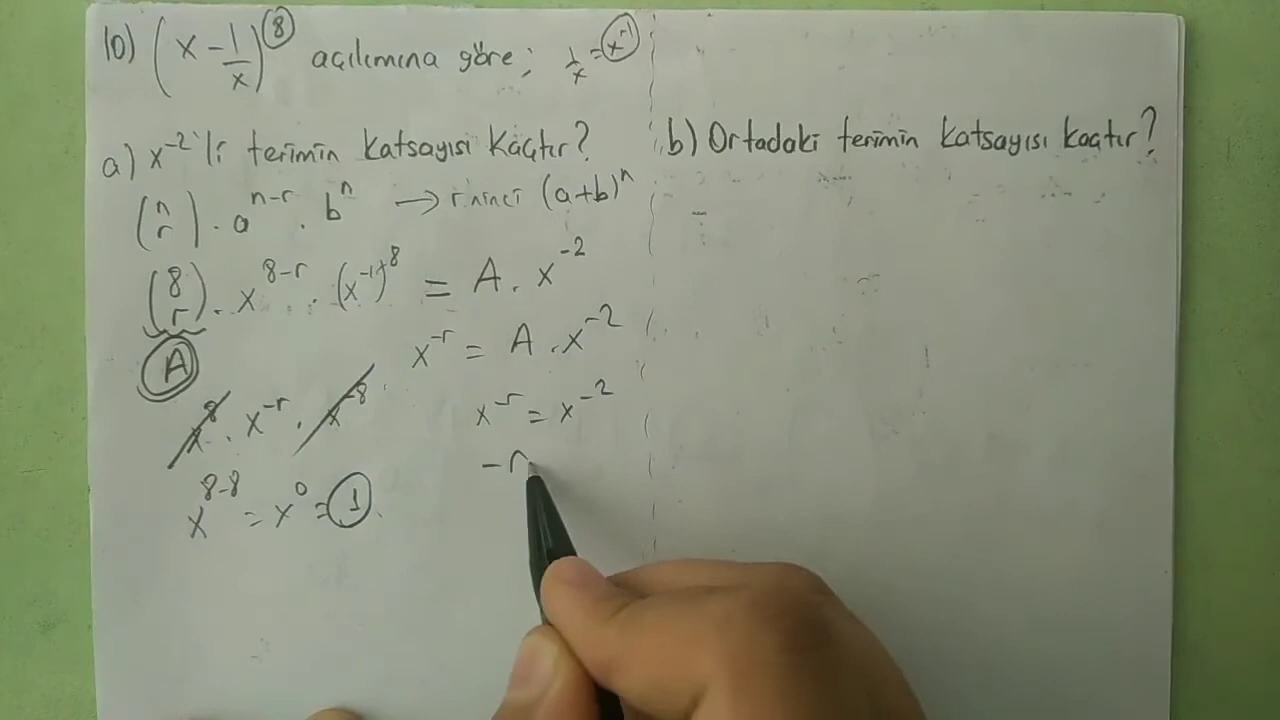 10) (x - 1/x)^8 açılımına göre; 1/x = x^-1
a) x^-2'li terimin katsayısı kaçtır?
(n r) . a^n-r . b^n → r.ninci (a+b)^n
(8 r) . x^8-r . (x^-1)^8 = A . x^-2
A
x^-r = A . x^-2
x^8 . x^-r . x^-8 .
x^-r = x^-2
-r
x^8-8 = x^0 = 1 .
b) Ortadaki terimin katsayısı kaçtır?